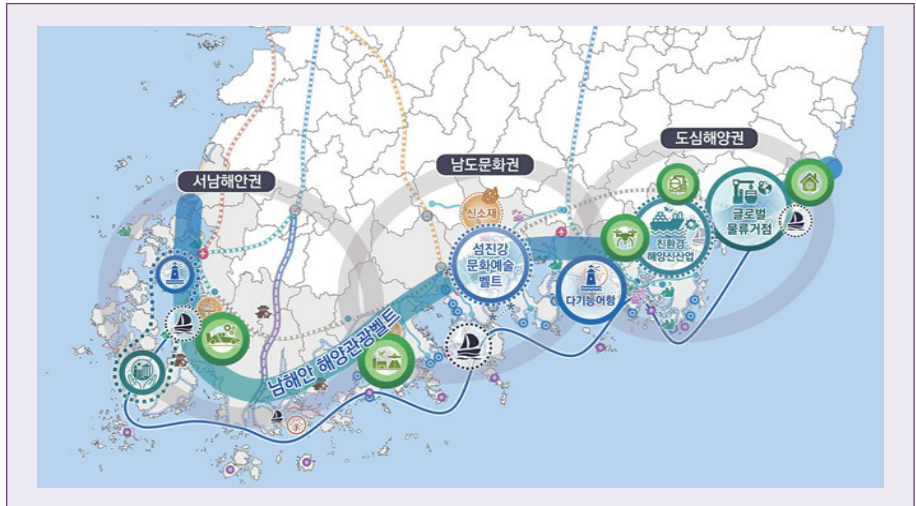 도심해양권
남도문화권
서남해안권
신소재
글로벌
물류거점
친환경
해양신산업
섬진강
문화예술
벨트
다기능어항
남해안 해양관광벨트